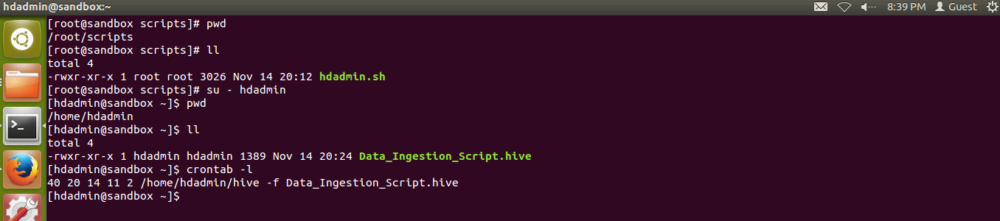 hdadmin@sandbox:~ 8:39 PM Guest
[root@sandbox scripts]# pwd
/root/scripts
[root@sandbox scripts]# ll
total 4
-rwxr-xr-x 1 root root 3026 Nov 14 20:12 hdadmin.sh
[root@sandbox scripts]# su - hdadmin
[hdadmin@sandbox ~]$ pwd
/home/hdadmin
[hdadmin@sandbox ~]$ ll
total 4
-rwxr-xr-x 1 hdadmin hdadmin 1389 Nov 14 20:24 Data_Ingestion_Script.hive
[hdadmin@sandbox ~]$ crontab -l
40 20 14 11 2 /home/hdadmin/hive -f Data_Ingestion_Script.hive
[hdadmin@sandbox ~]$